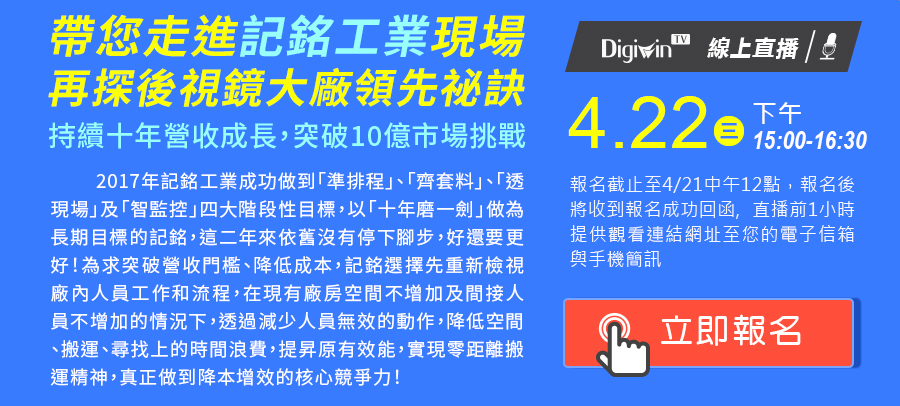 帶您走進記銘工業現場
再探後視鏡大廠領先祕訣
持續十年營收成長，突破10億市場挑戰
2017年記銘工業成功做到「準排程」、「齊套料」、「透
現場」及「智監控」四大階段性目標，以「十年磨一劍」做為
長期目標的記銘，這二年來依舊沒有停下腳步，好還要更
好！為求突破營收門檻、降低成本，記銘選擇先重新檢視
廠內人員工作和流程，在現有廠房空間不增加及間接人
員不增加的情況下，透過減少人員無效的動作，降低空間
、搬運、尋找上的時間浪費，提昇原有效能，實現零距離搬
運精神，真正做到降本增效的核心競爭力！
Digiwin TV 線上直播
4.22 三 下午
15:00-16:30
報名截止至4/21中午12點，報名後
將收到報名成功回函，直播前1小時
提供觀看連結網址至您的電子信箱
與手機簡訊
立即報名